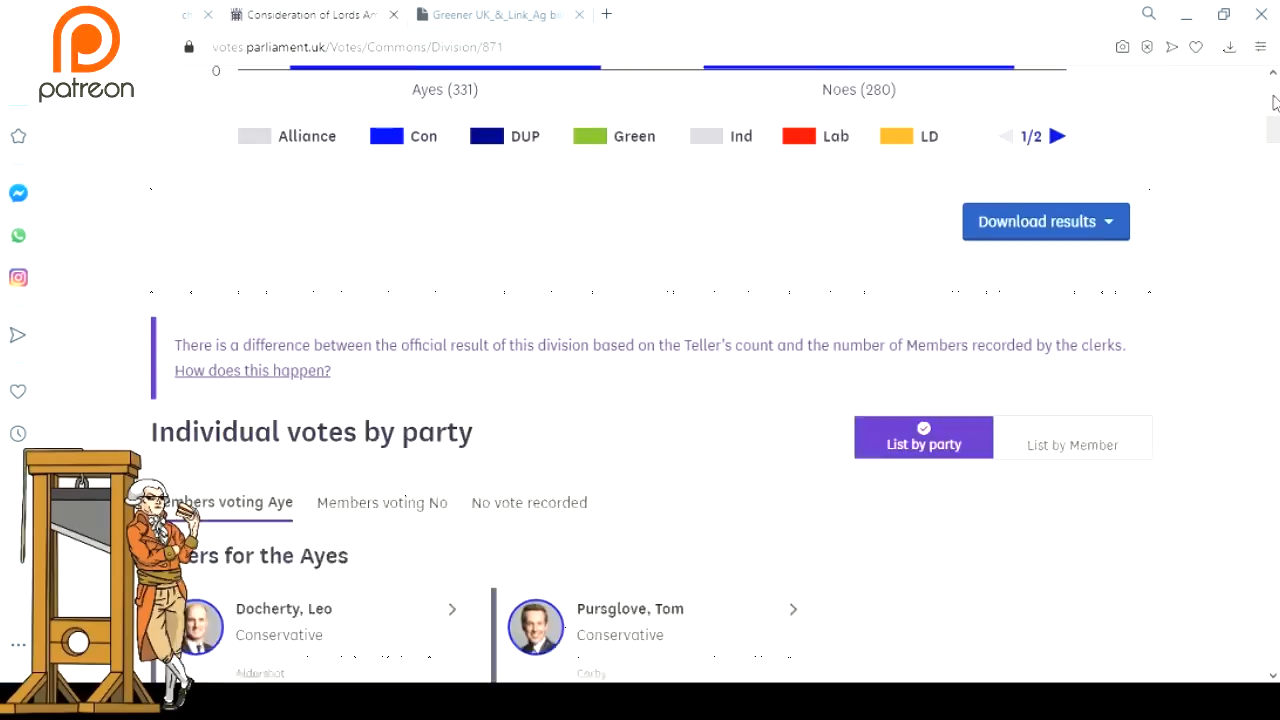 Consideration of Lords Am
Greener UK_&_Link_Ag bi
votes.parliament.uk/Votes/Commons/Division/871
patreon
0
Ayes (331)
Noes (280)
Alliance
Con
DUP
Green
Ind
Lab
LD
1/2
Download results
There is a difference between the official result of this division based on the Teller's count and the number of Members recorded by the clerks.
How does this happen?
Individual votes by party
List by party
List by Member
mbers voting Aye
Members voting No
No vote recorded
ers for the Ayes
Docherty, Leo
Conservative
Aldershot
Pursglove, Tom
Conservative
Corby